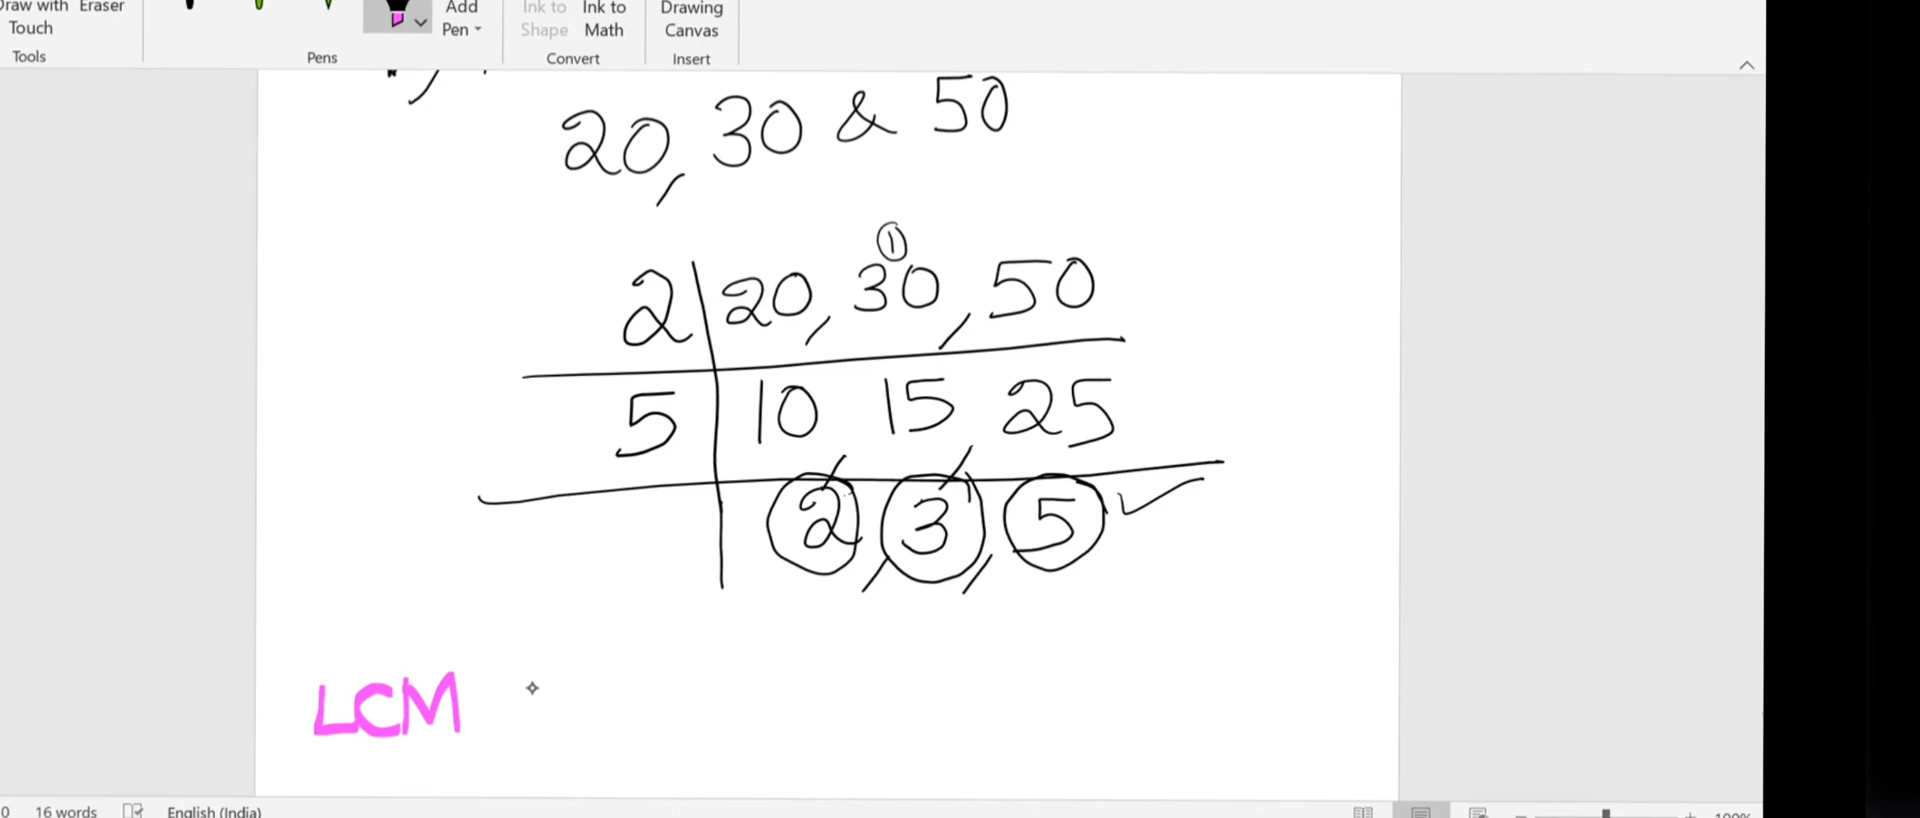 Draw with Eraser Add Ink to Ink to Drawing
Touch Pen Shape Math Canvas
Tools Pens Convert Insert
20, 30 & 50
1
2 20, 30, 50
5 10, 15, 25
2, 3, 5
LCM
0 16 words English (India) 100%